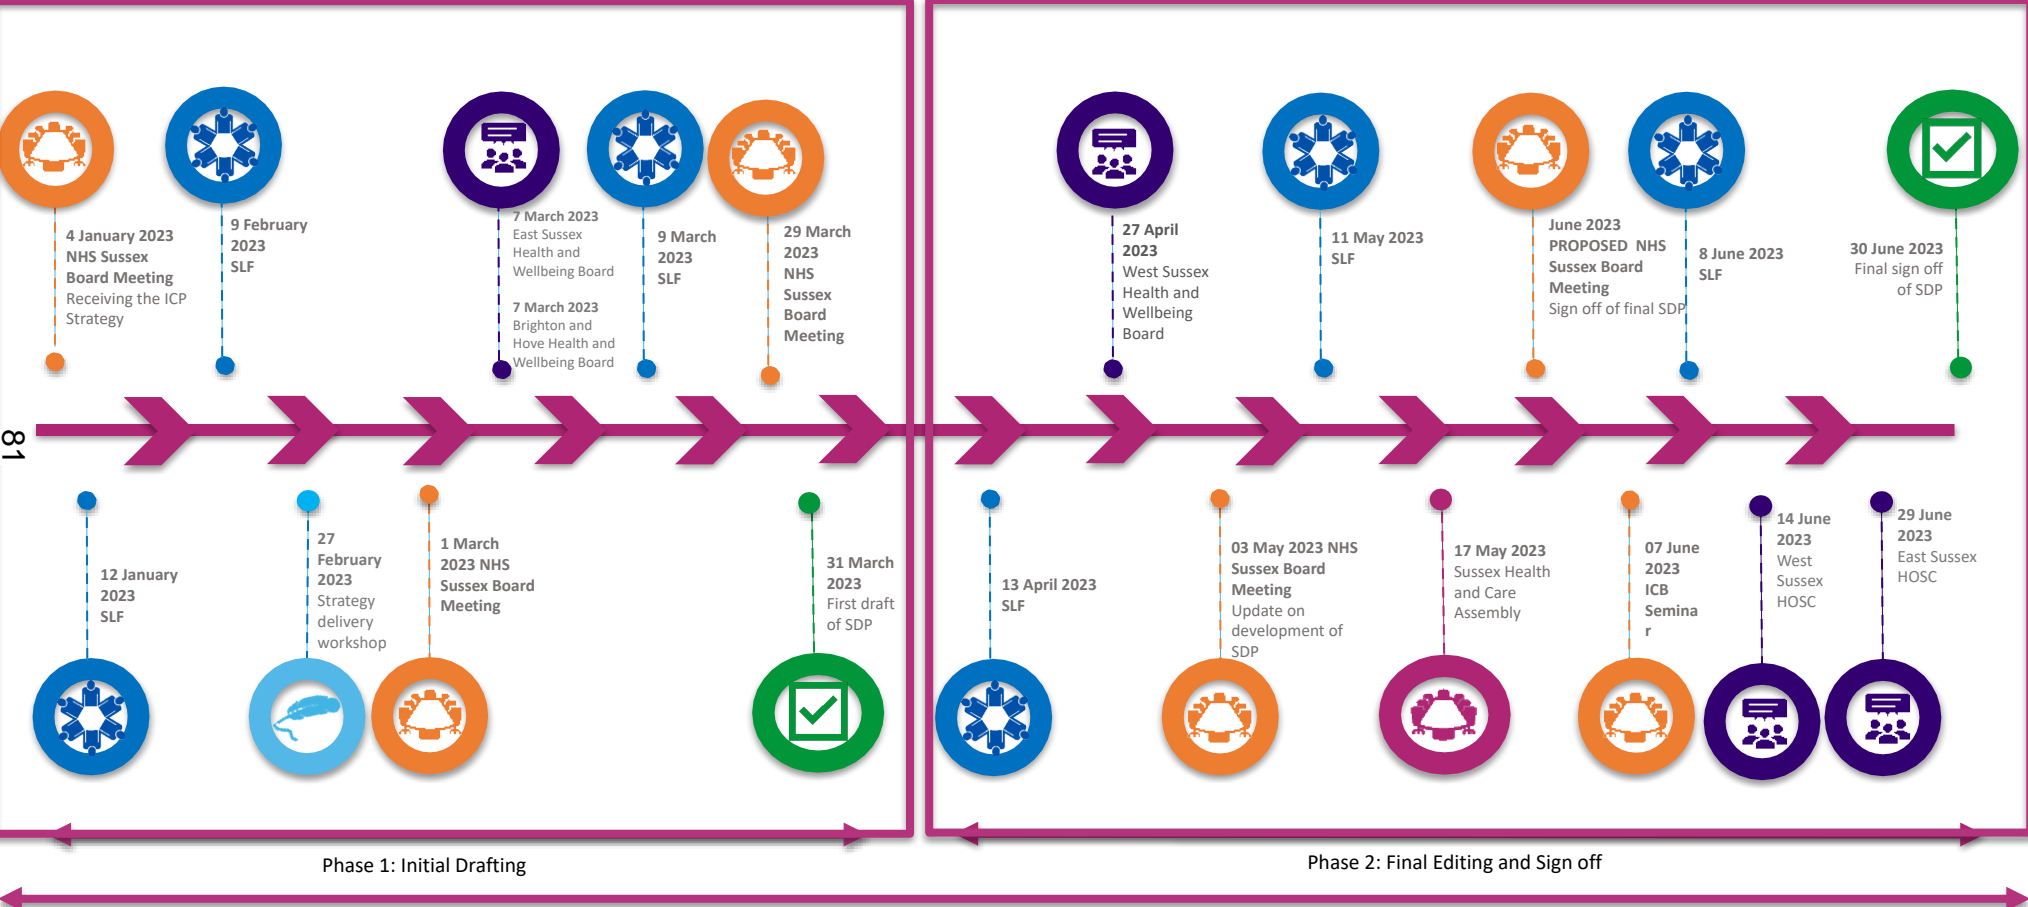 4 January 2023
NHS Sussex
Board Meeting
Receiving the ICP
Strategy
9 February
2023
SLF
7 March 2023
East Sussex
Health and
Wellbeing Board
7 March 2023
Brighton and
Hove Health and
Wellbeing Board
9 March
2023
SLF
29 March
2023
NHS
Sussex
Board
Meeting
27 April
2023
West Sussex
Health and
Wellbeing
Board
11 May 2023
SLF
June 2023
PROPOSED NHS
Sussex Board
Meeting
Sign off of final SDP
8 June 2023
SLF
30 June 2023
Final sign off
of SDP
81
12 January
2023
SLF
27
February
2023
Strategy
delivery
workshop
1 March
2023 NHS
Sussex Board
Meeting
31 March
2023
First draft
of SDP
13 April 2023
SLF
03 May 2023 NHS
Sussex Board
Meeting
Update on
development of
SDP
17 May 2023
Sussex Health
and Care
Assembly
07 June
2023
ICB
Semina
r
14 June
2023
West
Sussex
HOSC
29 June
2023
East Sussex
HOSC
Phase 1: Initial Drafting
Phase 2: Final Editing and Sign off